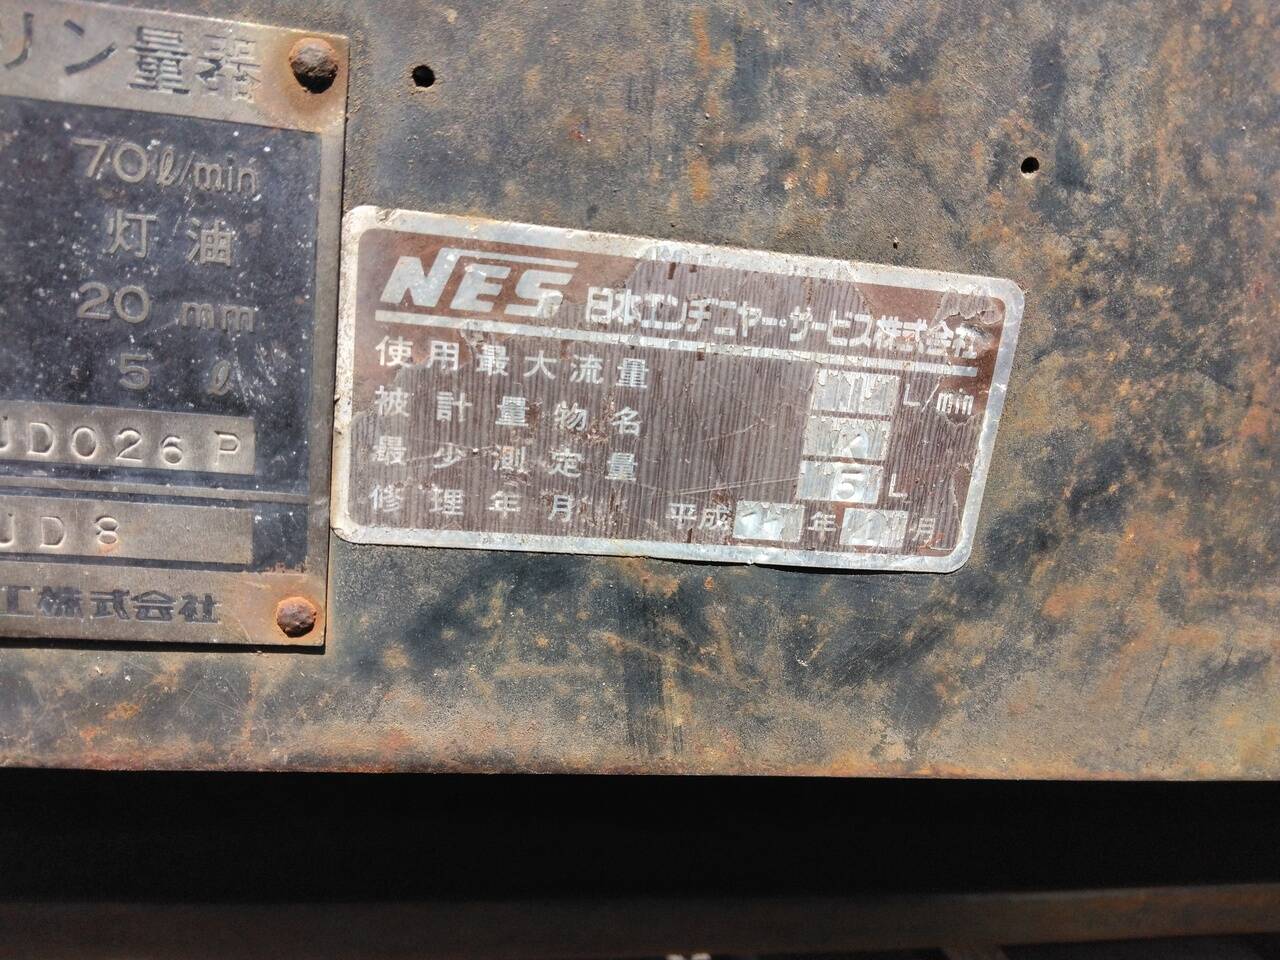 リン量器
70ℓ/min
灯油
20 mm
5 ℓ
JD026P
JD8
工株式会社
NES 日本エンヂニヤー・サービス株式会社
使用最大流量 L/min
被計量物名
最少測定量 5 L
修理年月 平成 年 月